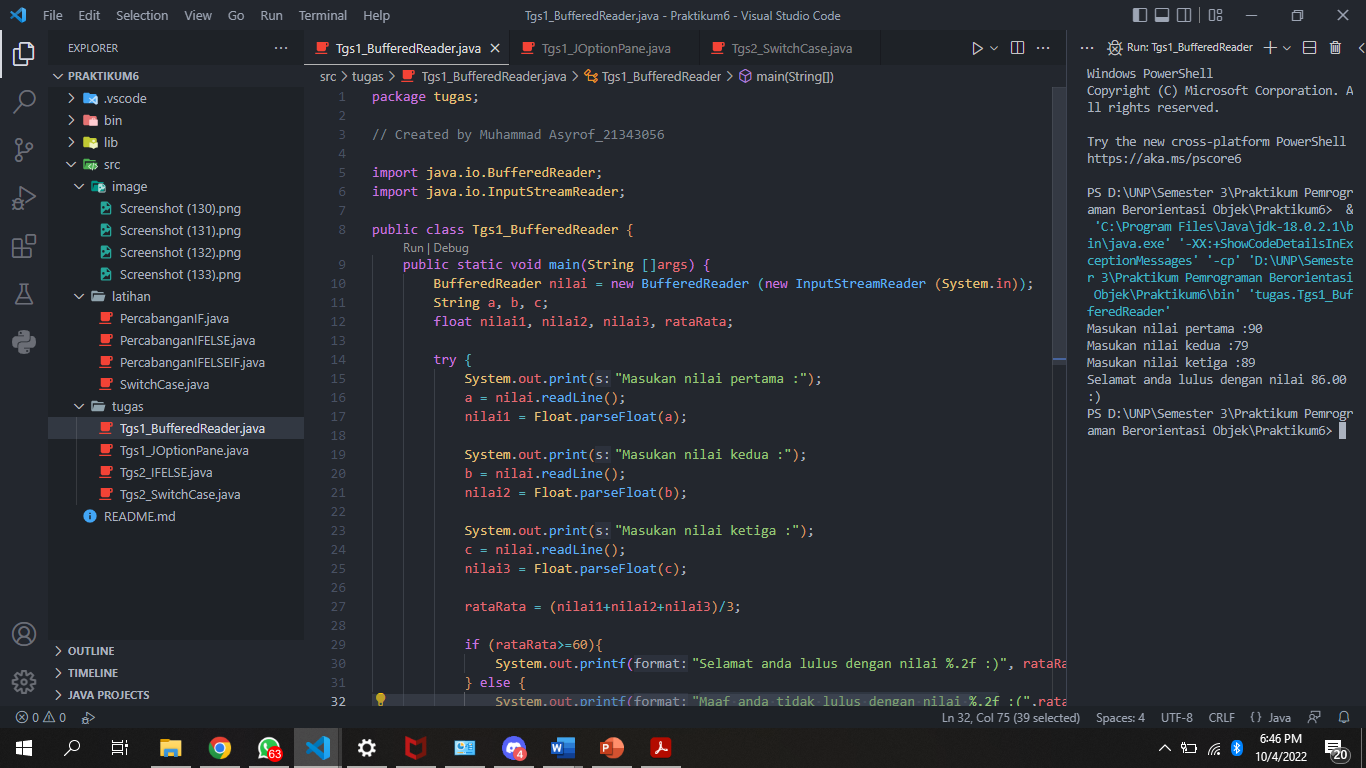 File Edit Selection View Go Run Terminal Help
Tgs1_BufferedReader.java - Praktikum6 - Visual Studio Code
EXPLORER
PRAKTIKUM6
.vscode
bin
lib
src
image
Screenshot (130).png
Screenshot (131).png
Screenshot (132).png
Screenshot (133).png
latihan
PercabanganIF.java
PercabanganIFELSE.java
PercabanganIFELSEIF.java
SwitchCase.java
tugas
Tgs1_BufferedReader.java
Tgs1_JOptionPane.java
Tgs2_IFELSE.java
Tgs2_SwitchCase.java
README.md
OUTLINE
TIMELINE
JAVA PROJECTS
Tgs1_BufferedReader.java Tgs1_JOptionPane.java Tgs2_SwitchCase.java
src > tugas > Tgs1_BufferedReader.java > Tgs1_BufferedReader > main(String[])
1 package tugas;
2
3 // Created by Muhammad Asyrof_21343056
4
5 import java.io.BufferedReader;
6 import java.io.InputStreamReader;
7
8 public class Tgs1_BufferedReader {
Run | Debug
9 public static void main(String []args) {
10 BufferedReader nilai = new BufferedReader (new InputStreamReader (System.in));
11 String a, b, c;
12 float nilai1, nilai2, nilai3, rataRata;
13
14 try {
15 System.out.print(s:"Masukan nilai pertama :");
16 a = nilai.readLine();
17 nilai1 = Float.parseFloat(a);
18
19 System.out.print(s:"Masukan nilai kedua :");
20 b = nilai.readLine();
21 nilai2 = Float.parseFloat(b);
22
23 System.out.print(s:"Masukan nilai ketiga :");
24 c = nilai.readLine();
25 nilai3 = Float.parseFloat(c);
26
27 rataRata = (nilai1+nilai2+nilai3)/3;
28
29 if (rataRata>=60){
30 System.out.printf(format:"Selamat anda lulus dengan nilai %.2f :)", rataRa
31 } else {
32 System.out.printf(format:"Maaf anda tidak lulus dengan nilai %.2f :(",rata
Run: Tgs1_BufferedReader
Windows PowerShell
Copyright (C) Microsoft Corporation. A
ll rights reserved.
Try the new cross-platform PowerShell
https://aka.ms/pscore6
PS D:\UNP\Semester 3\Praktikum Pemrogr
aman Berorientasi Objek\Praktikum6> &
'C:\Program Files\Java\jdk-18.0.2.1\b
in\java.exe' '-XX:+ShowCodeDetailsInEx
ceptionMessages' '-cp' 'D:\UNP\Semeste
r 3\Praktikum Pemrograman Berorientasi
Objek\Praktikum6\bin' 'tugas.Tgs1_Buf
feredReader'
Masukan nilai pertama :90
Masukan nilai kedua :79
Masukan nilai ketiga :89
Selamat anda lulus dengan nilai 86.00
:)
PS D:\UNP\Semester 3\Praktikum Pemrogr
aman Berorientasi Objek\Praktikum6>
0 0 Ln 32, Col 75 (39 selected) Spaces: 4 UTF-8 CRLF {} Java
63
4
6:46 PM
10/4/2022
20